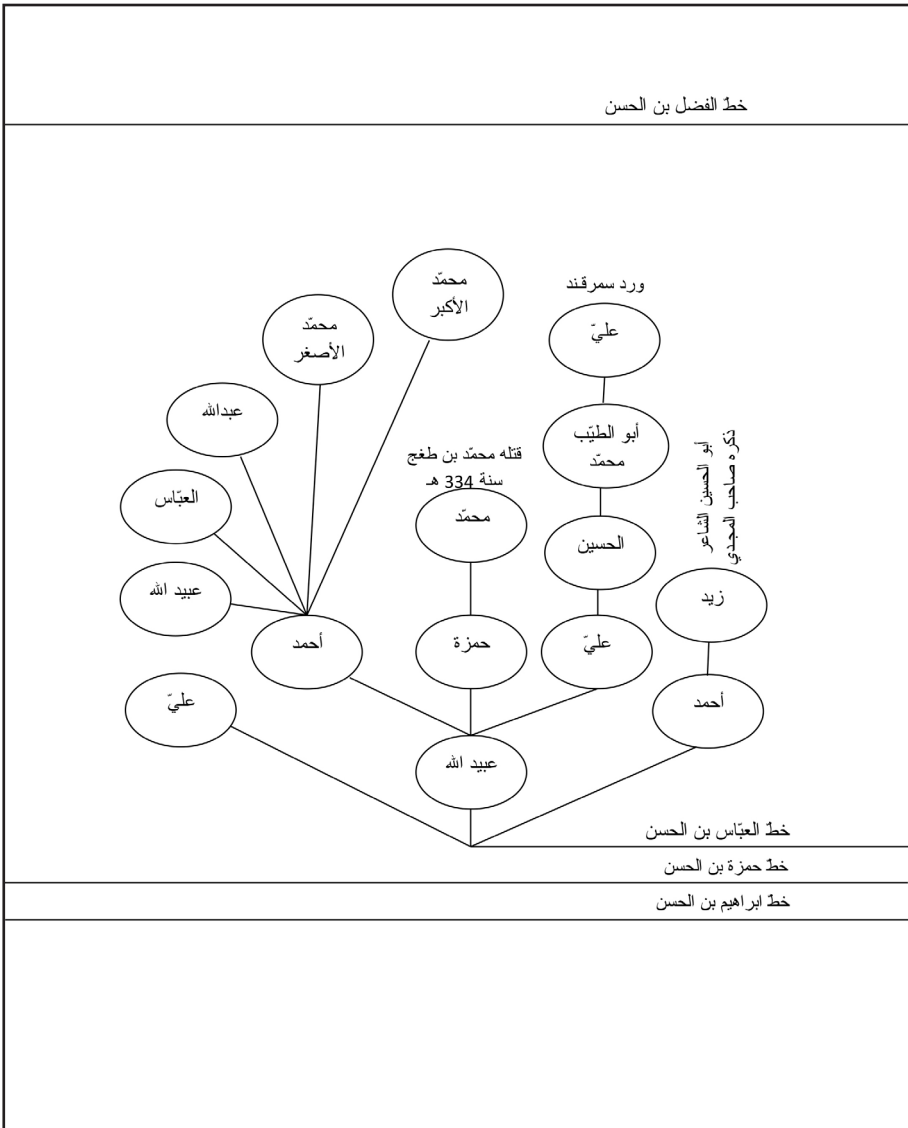 خطّ الفضل بن الحسن
محمّد
الأكبر
ورد سمرقند
عليّ
محمّد
الأصغر
عبدالله
أبو الطيّب
محمّد
أبو الحسين الشاعر
ذكره صاحب المجدي
قتله محمّد بن طغج
سنة 334 هـ
محمّد
العبّاس
الحسين
زيد
عبيد الله
أحمد
حمزة
عليّ
أحمد
عليّ
عبيد الله
خطّ العبّاس بن الحسن
خطّ حمزة بن الحسن
خطّ ابراهيم بن الحسن